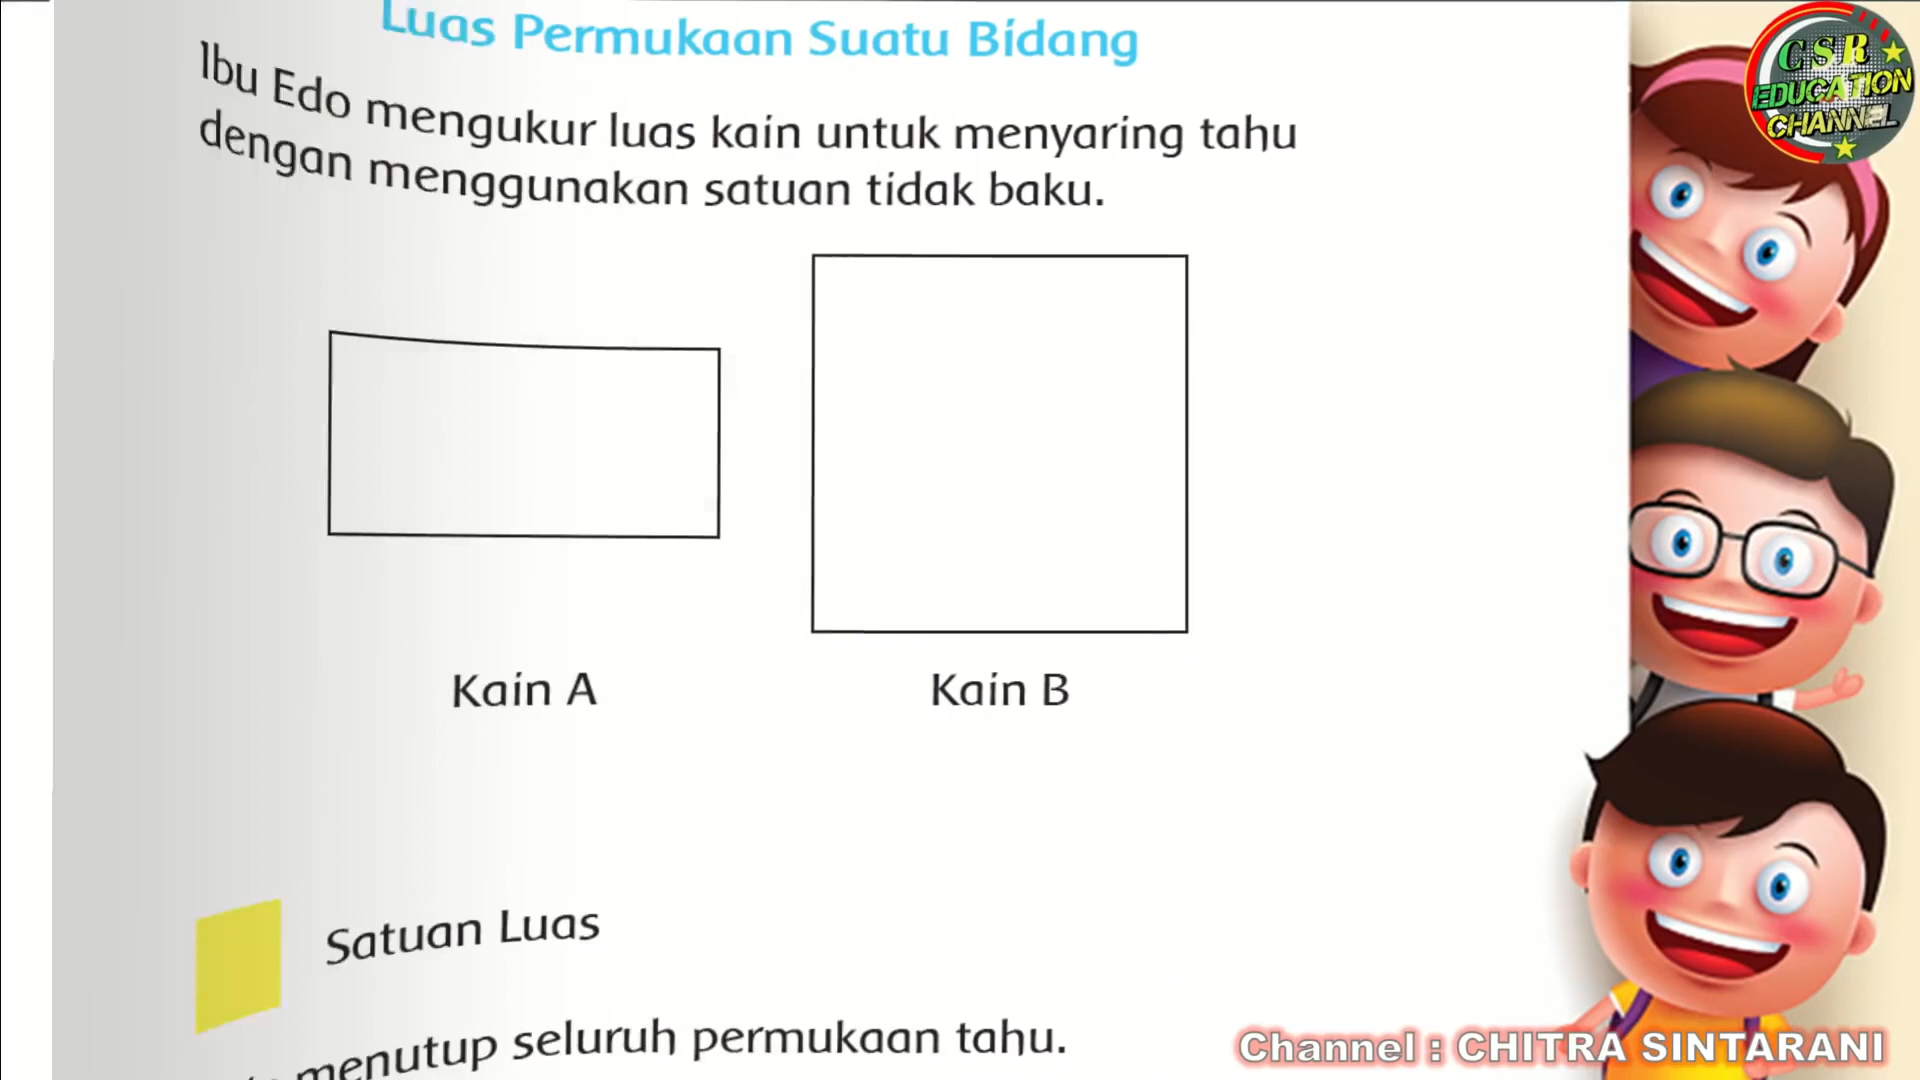 Luas Permukaan Suatu Bidang
Ibu Edo mengukur luas kain untuk menyaring tahu
dengan menggunakan satuan tidak baku.
Kain A
Kain B
Satuan Luas
menutup seluruh permukaan tahu.
CSR
EDUCATION
CHANNEL
Channel : CHITRA SINTARANI